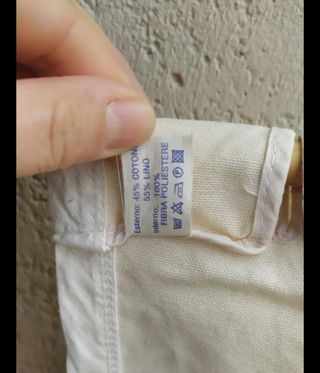 Esterno: 45% COTONE
55% LINO
Interno: 100%
FIBRA POLIESTERE